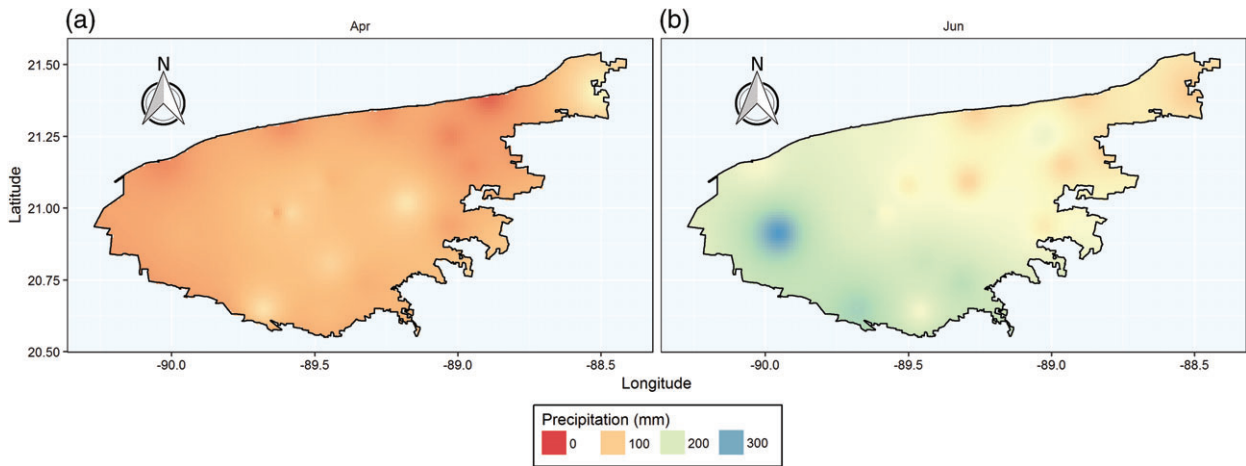 (a) Apr (b) Jun
N N
21.50
21.25
21.00
20.75
20.50
Latitude
-90.0 -89.5 -89.0 -88.5 -90.0 -89.5 -89.0 -88.5
Longitude
Precipitation (mm)
0 100 200 300